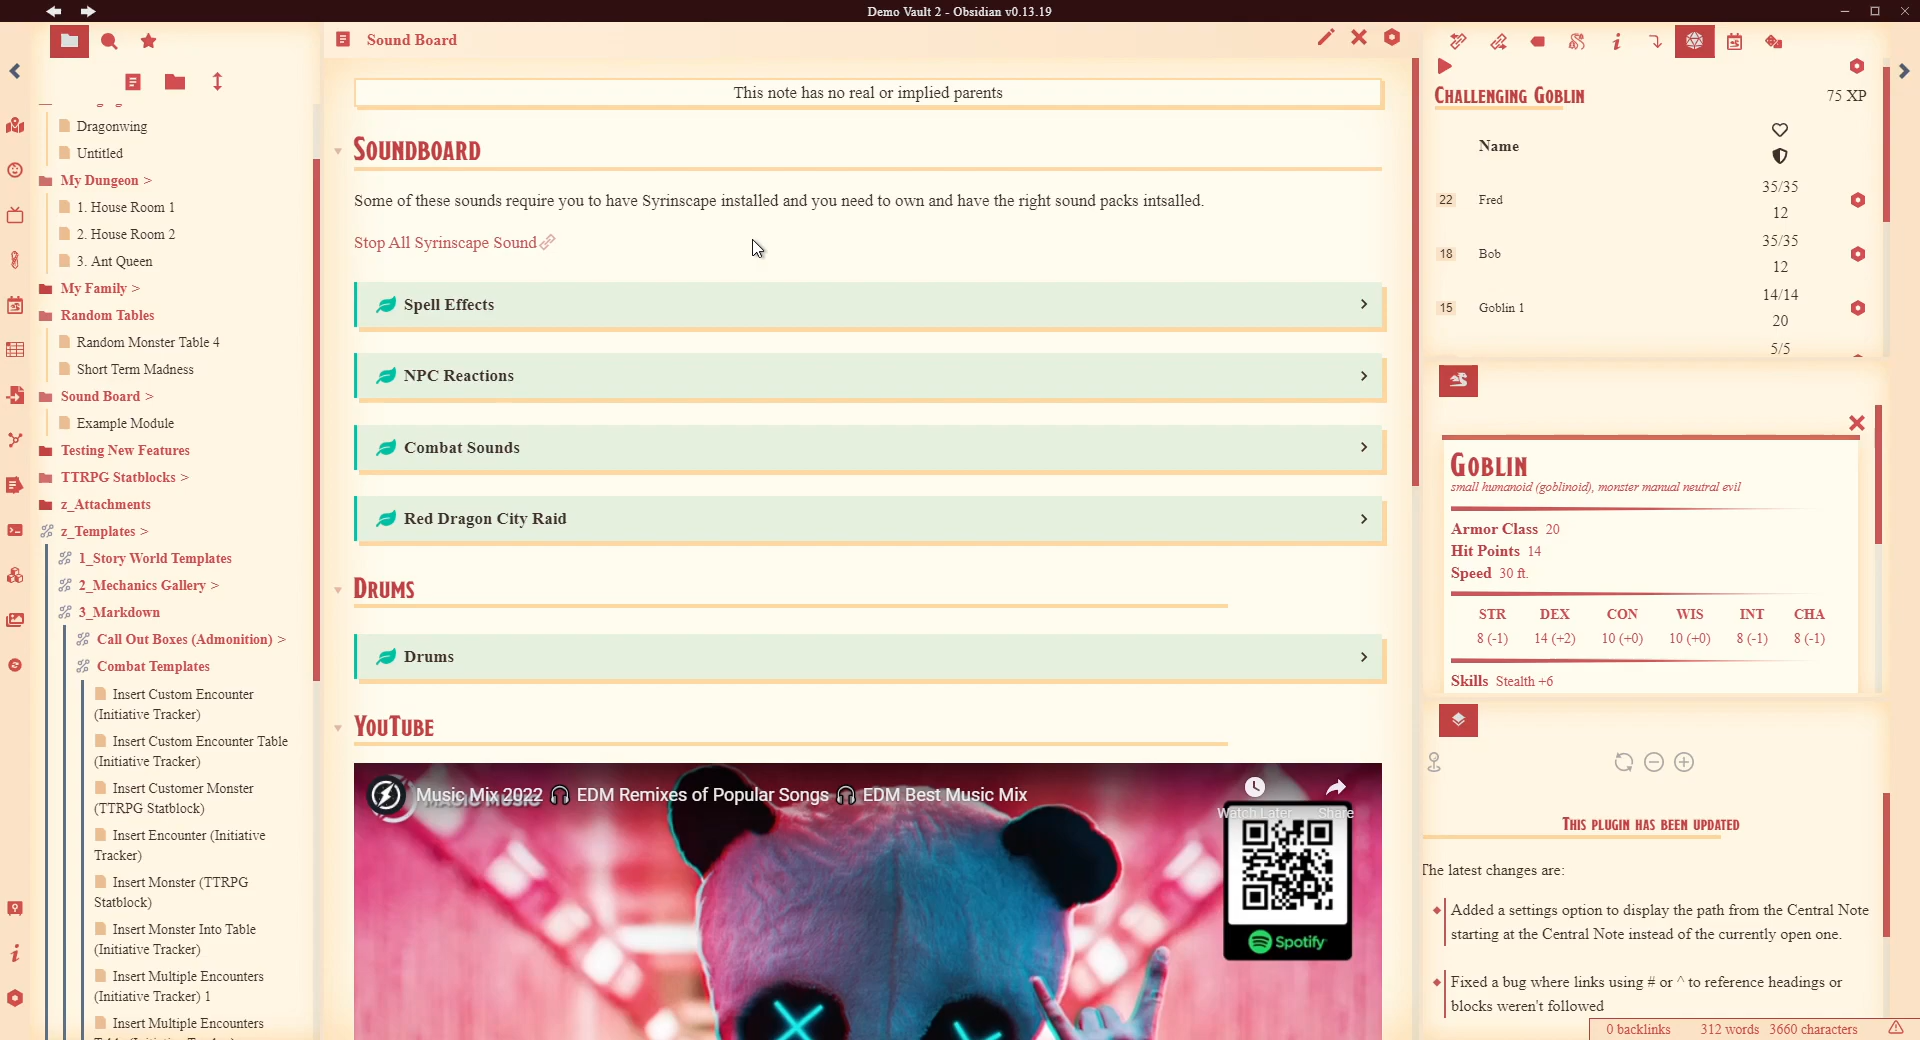 Demo Vault 2 - Obsidian v0.13.19
Dragonwing
Untitled
My Dungeon >
1. House Room 1
2. House Room 2
3. Ant Queen
My Family >
Random Tables
Random Monster Table 4
Short Term Madness
Sound Board >
Example Module
Testing New Features
TTRPG Statblocks >
z_Attachments
z_Templates >
1_Story World Templates
2_Mechanics Gallery >
3_Markdown
Call Out Boxes (Admonition) >
Combat Templates
Insert Custom Encounter
(Initiative Tracker)
Insert Custom Encounter Table
(Initiative Tracker)
Insert Customer Monster
(TTRPG Statblock)
Insert Encounter (Initiative
Tracker)
Insert Monster (TTRPG
Statblock)
Insert Monster Into Table
(Initiative Tracker)
Insert Multiple Encounters
(Initiative Tracker) 1
Insert Multiple Encounters
Sound Board
This note has no real or implied parents
Soundboard
Some of these sounds require you to have Syrinscape installed and you need to own and have the right sound packs intsalled.
Stop All Syrinscape Sound
Spell Effects
NPC Reactions
Combat Sounds
Red Dragon City Raid
Drums
Drums
YouTube
Music Mix 2022 🎧 EDM Remixes of Popular Songs 🎧 EDM Best Music Mix
Watch Later
Share
Spotify
Challenging Goblin
75 XP
Name
22 Fred 35/35
12
18 Bob 35/35
12
15 Goblin 1 14/14
20
5/5
Goblin
small humanoid (goblinoid), monster manual neutral evil
Armor Class 20
Hit Points 14
Speed 30 ft.
STR DEX CON WIS INT CHA
8 (-1) 14 (+2) 10 (+0) 10 (+0) 8 (-1) 8 (-1)
Skills Stealth +6
This plugin has been updated
The latest changes are:
Added a settings option to display the path from the Central Note
starting at the Central Note instead of the currently open one.
Fixed a bug where links using # or ^ to reference headings or
blocks weren't followed
0 backlinks 312 words 3660 characters